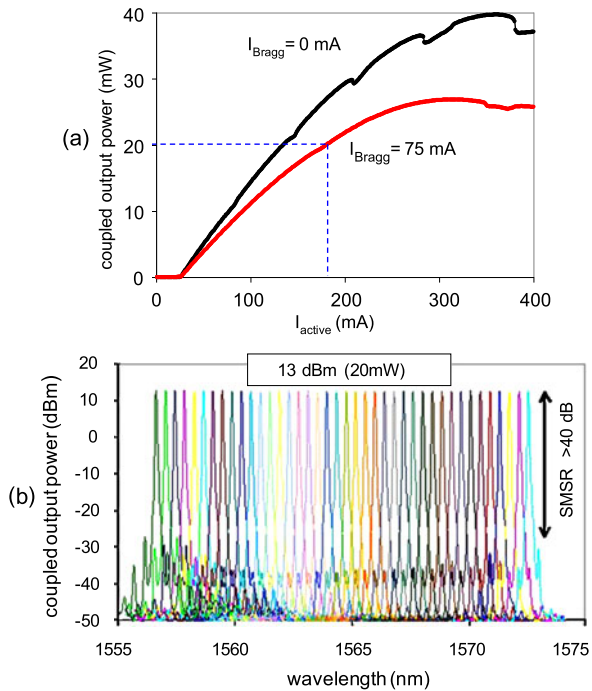 (a)
coupled output power (mW)
40
30
20
10
0
I_Bragg= 0 mA
I_Bragg= 75 mA
0 100 200 300 400
I_active (mA)
(b)
coupled output power (dBm)
20
10
0
-10
-20
-30
-40
-50
13 dBm (20mW)
SMSR >40 dB
1555 1560 1565 1570 1575
wavelength (nm)